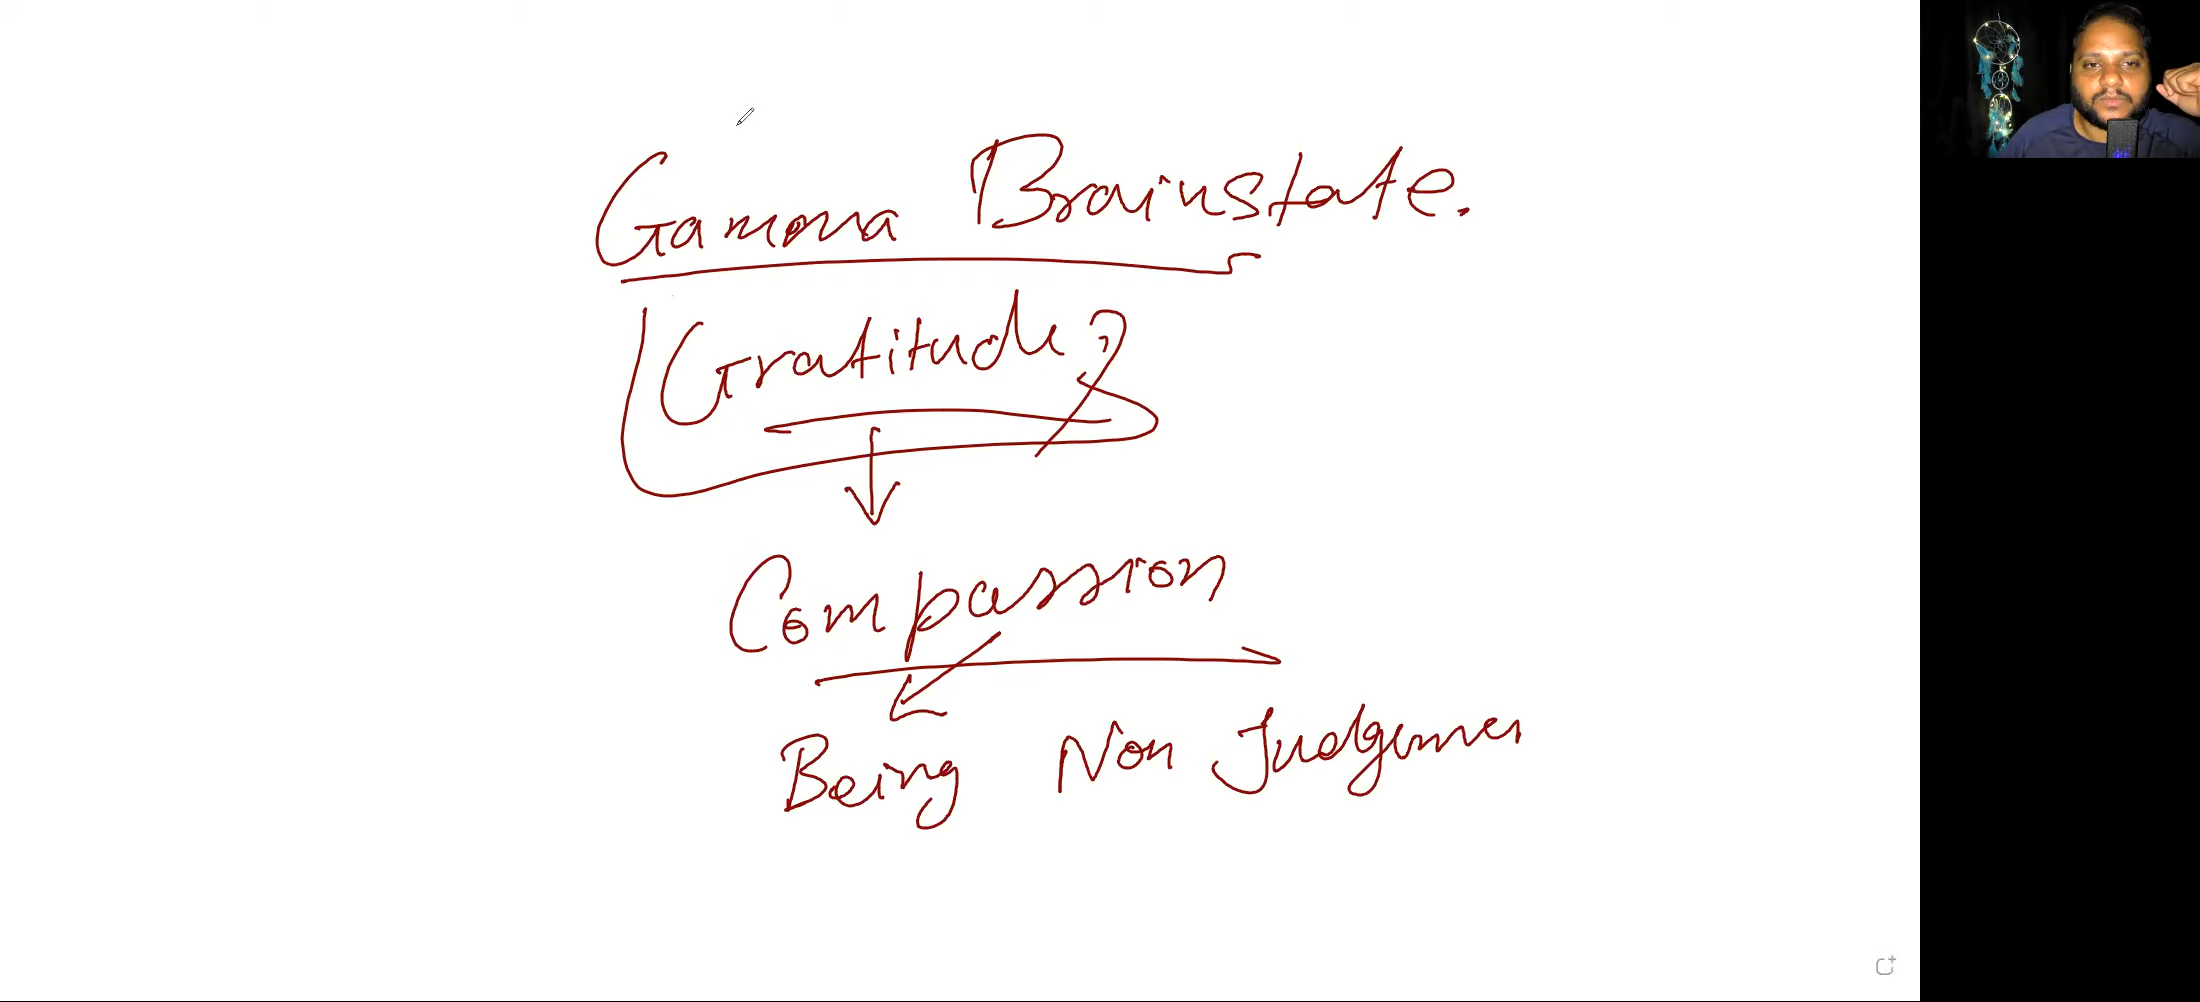 Gamma Brainstate.
Gratitude?
Compassion
Being Non Judgemen